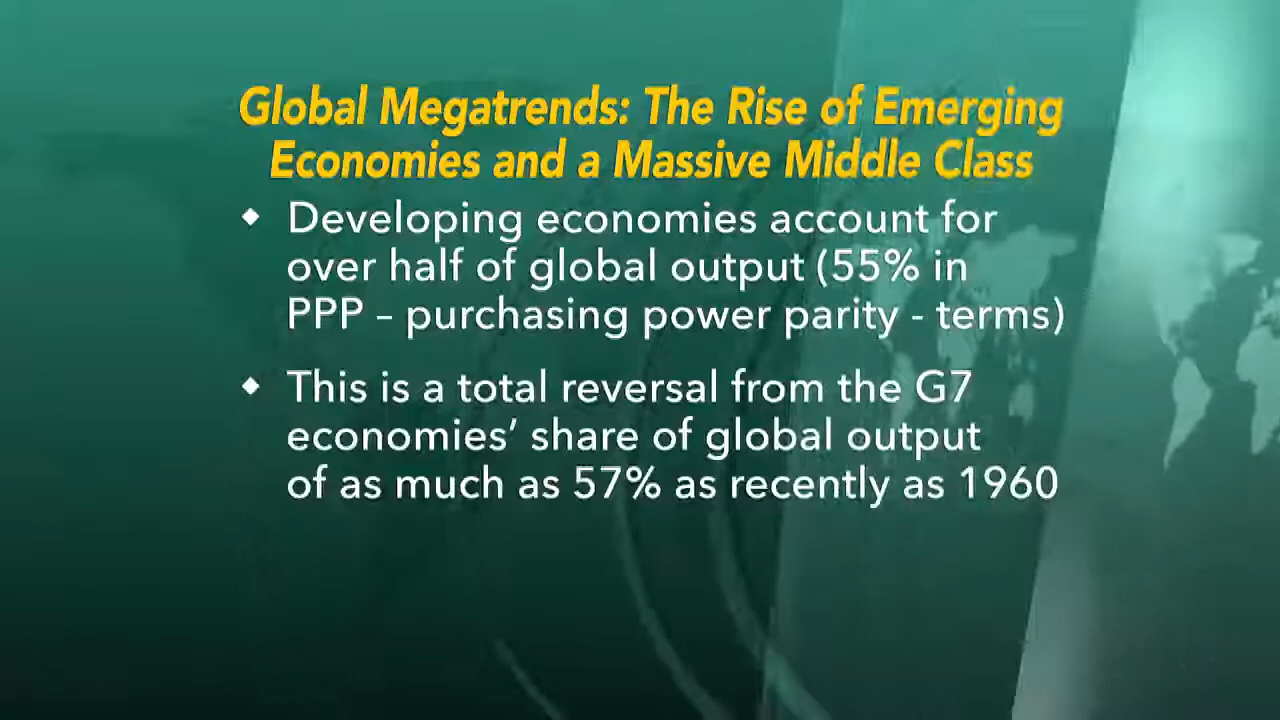 Global Megatrends: The Rise of Emerging
Economies and a Massive Middle Class
◆ Developing economies account for
over half of global output (55% in
PPP – purchasing power parity - terms)
◆ This is a total reversal from the G7
economies’ share of global output
of as much as 57% as recently as 1960